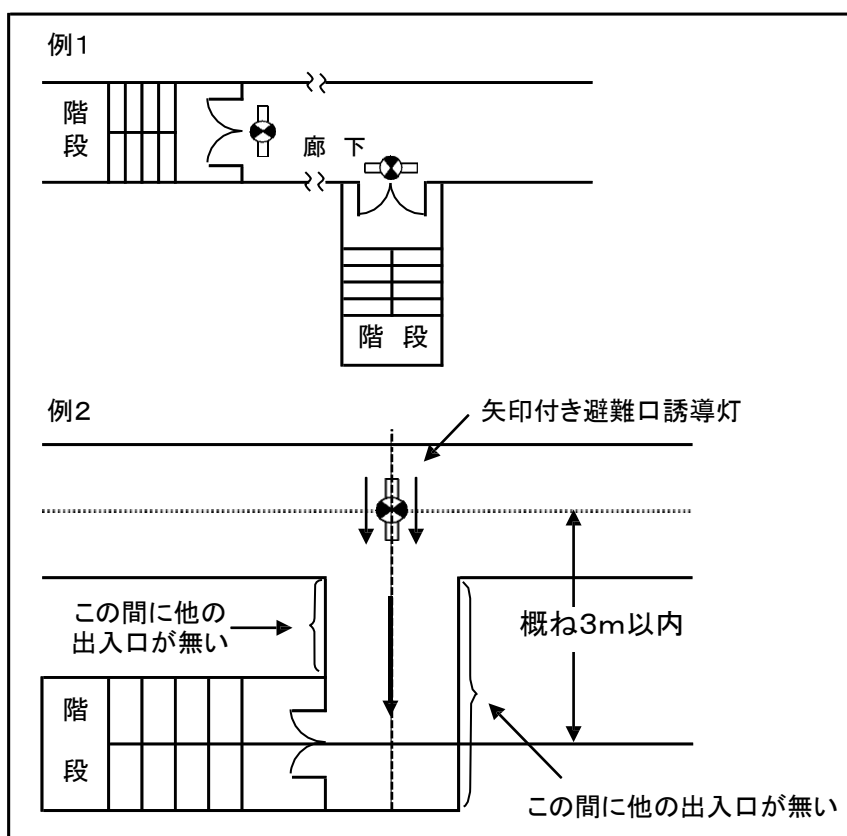 例1
階
段
廊 下
階 段
例2
矢印付き避難口誘導灯
この間に他の
出入口が無い
概ね3m以内
階
段
この間に他の出入口が無い